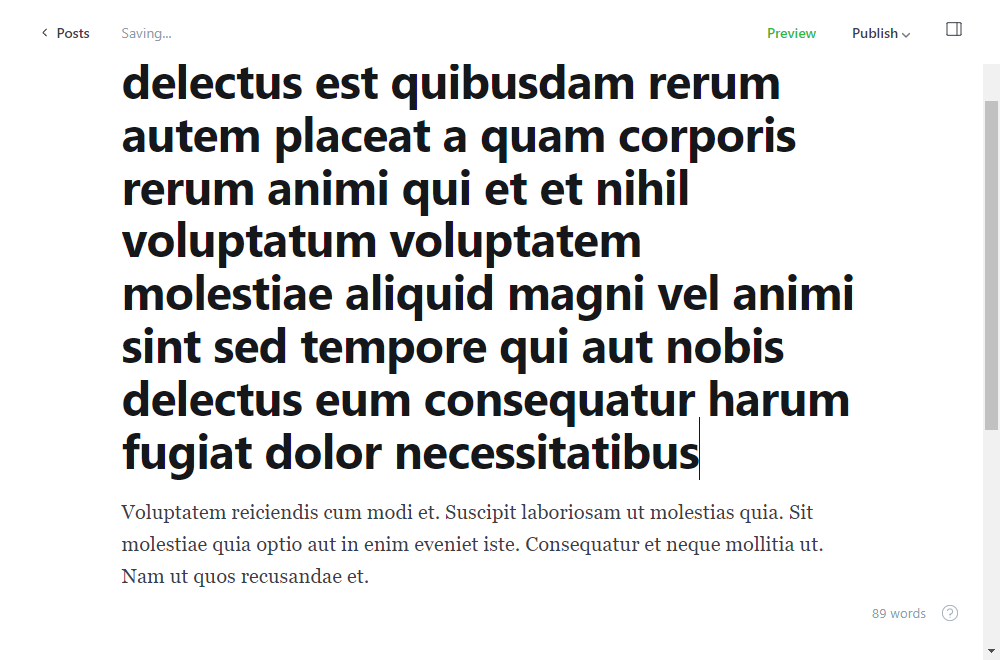 Posts Saving... Preview Publish
delectus est quibusdam rerum
autem placeat a quam corporis
rerum animi qui et et nihil
voluptatum voluptatem
molestiae aliquid magni vel animi
sint sed tempore qui aut nobis
delectus eum consequatur harum
fugiat dolor necessitatibus
Voluptatem reiciendis cum modi et. Suscipit laboriosam ut molestias quia. Sit
molestiae quia optio aut in enim eveniet iste. Consequatur et neque mollitia ut.
Nam ut quos recusandae et.
89 words ?